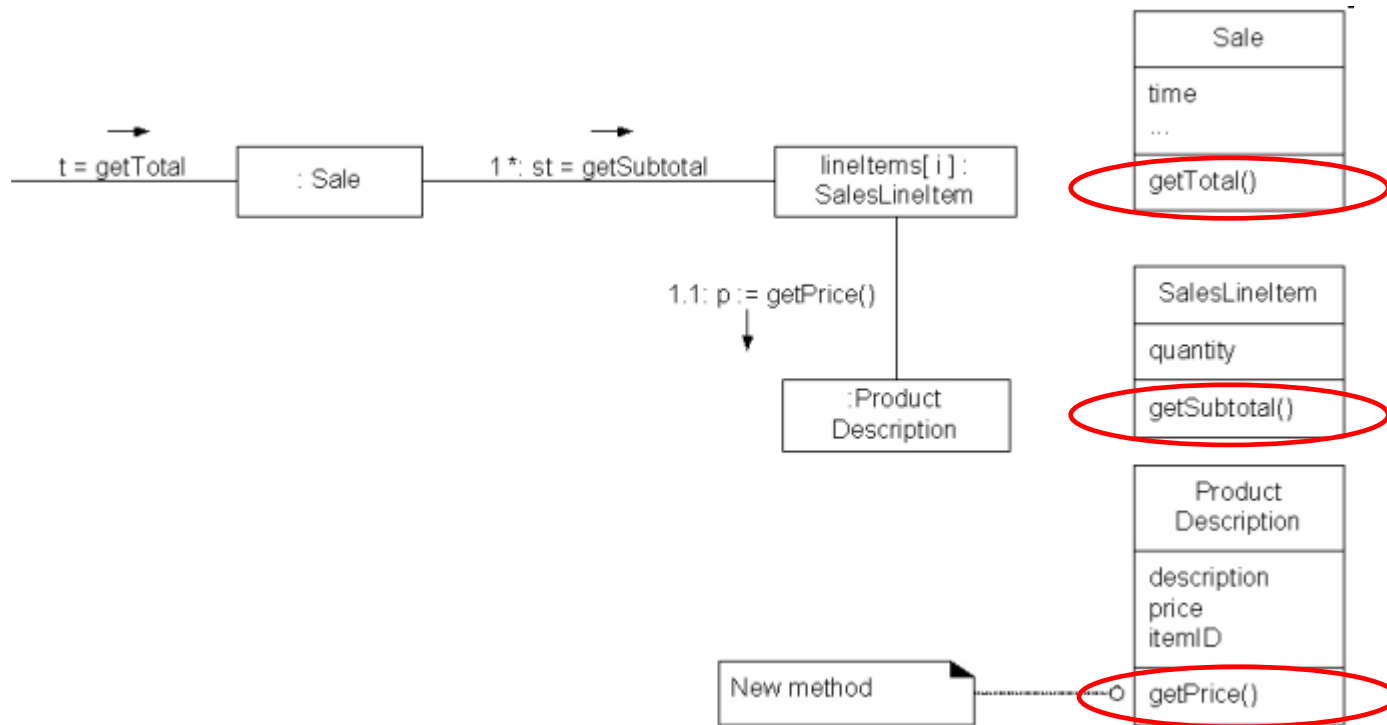 t = getTotal
: Sale
1 *: st = getSubtotal
lineItems[ i ] :
SalesLineItem
1.1: p := getPrice()
:Product
Description
Sale
time
...
getTotal()
SalesLineItem
quantity
getSubtotal()
Product
Description
description
price
itemID
getPrice()
New method